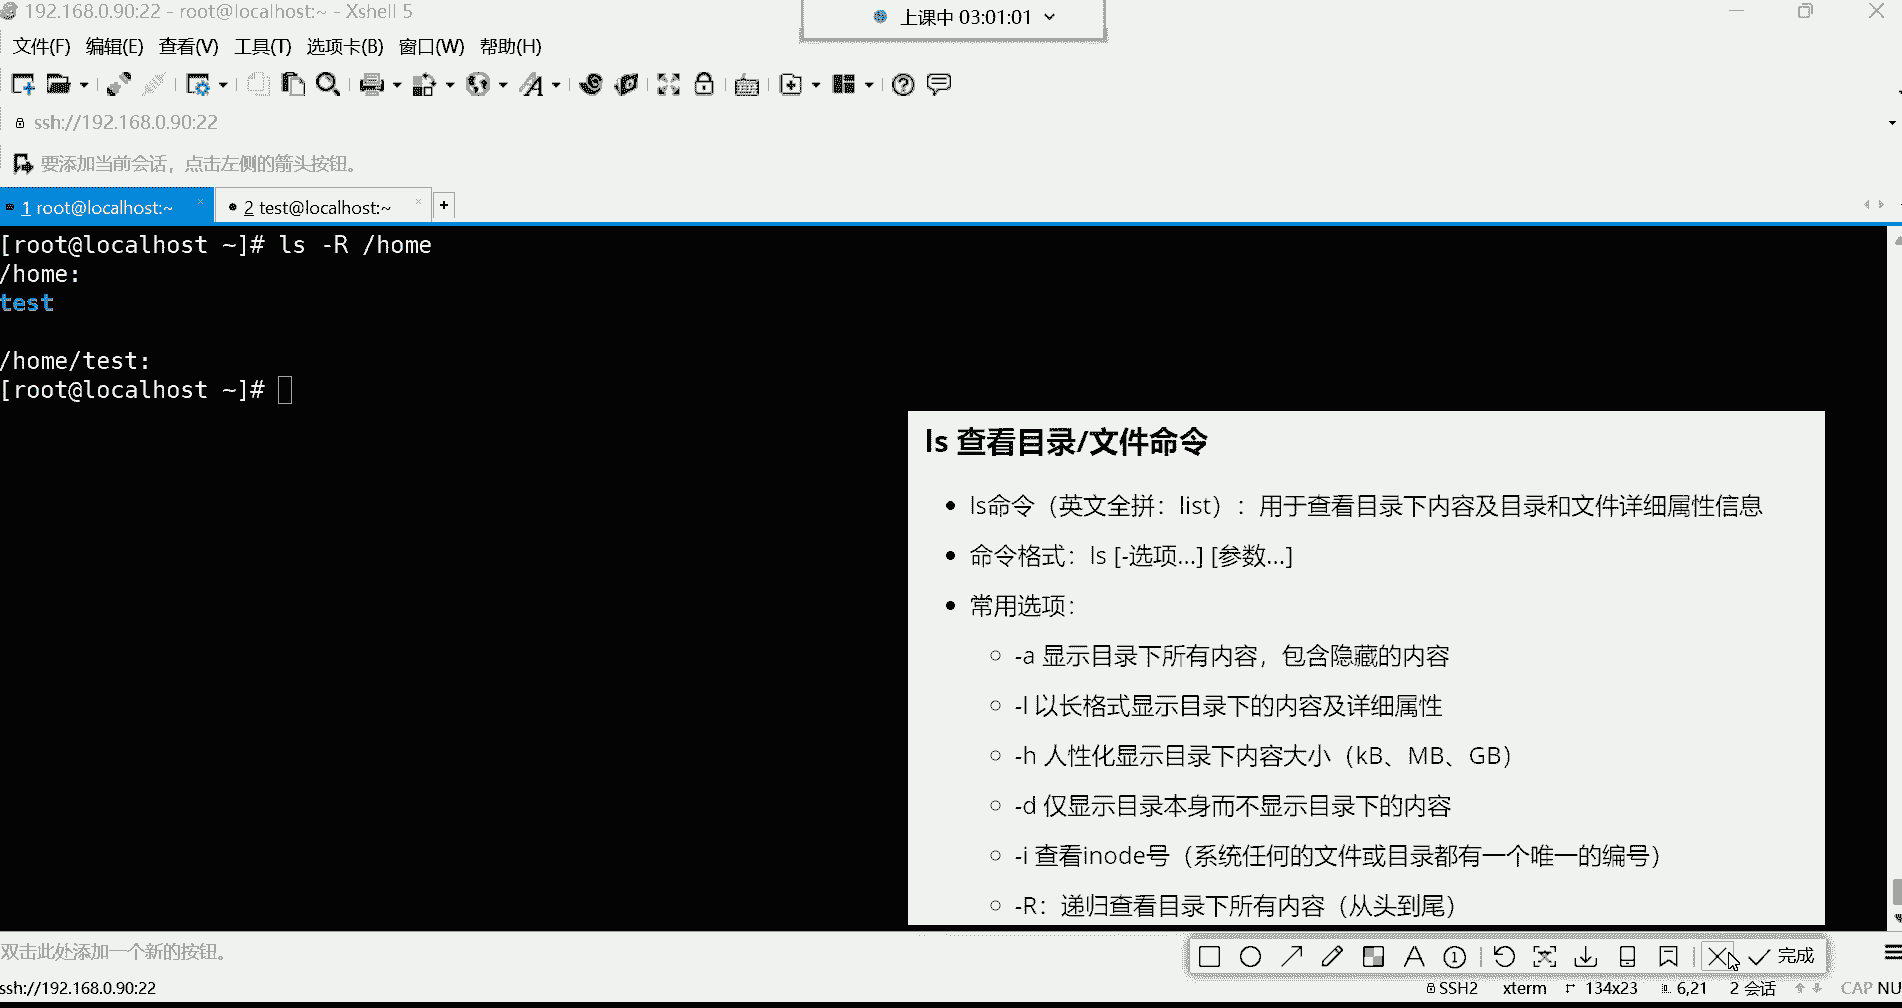 192.168.0.90:22 - root@localhost:~ - Xshell 5
上课中 03:01:01
文件(F) 编辑(E) 查看(V) 工具(T) 选项卡(B) 窗口(W) 帮助(H)
ssh://192.168.0.90:22
要添加当前会话，点击左侧的箭头按钮。
1 root@localhost:~ × 2 test@localhost:~ × +
[root@localhost ~]# ls -R /home
/home:
test
/home/test:
[root@localhost ~]#
ls 查看目录/文件命令
• ls命令（英文全拼：list）：用于查看目录下内容及目录和文件详细属性信息
• 命令格式：ls [-选项...] [参数...]
• 常用选项：
○ -a 显示目录下所有内容，包含隐藏的内容
○ -l 以长格式显示目录下的内容及详细属性
○ -h 人性化显示目录下内容大小（kB、MB、GB）
○ -d 仅显示目录本身而不显示目录下的内容
○ -i 查看inode号（系统任何的文件或目录都有一个唯一的编号）
○ -R：递归查看目录下所有内容（从头到尾）
双击此处添加一个新的按钮。
完成
ssh://192.168.0.90:22 SSH2 xterm 134x23 6,21 2 会话 CAP NU